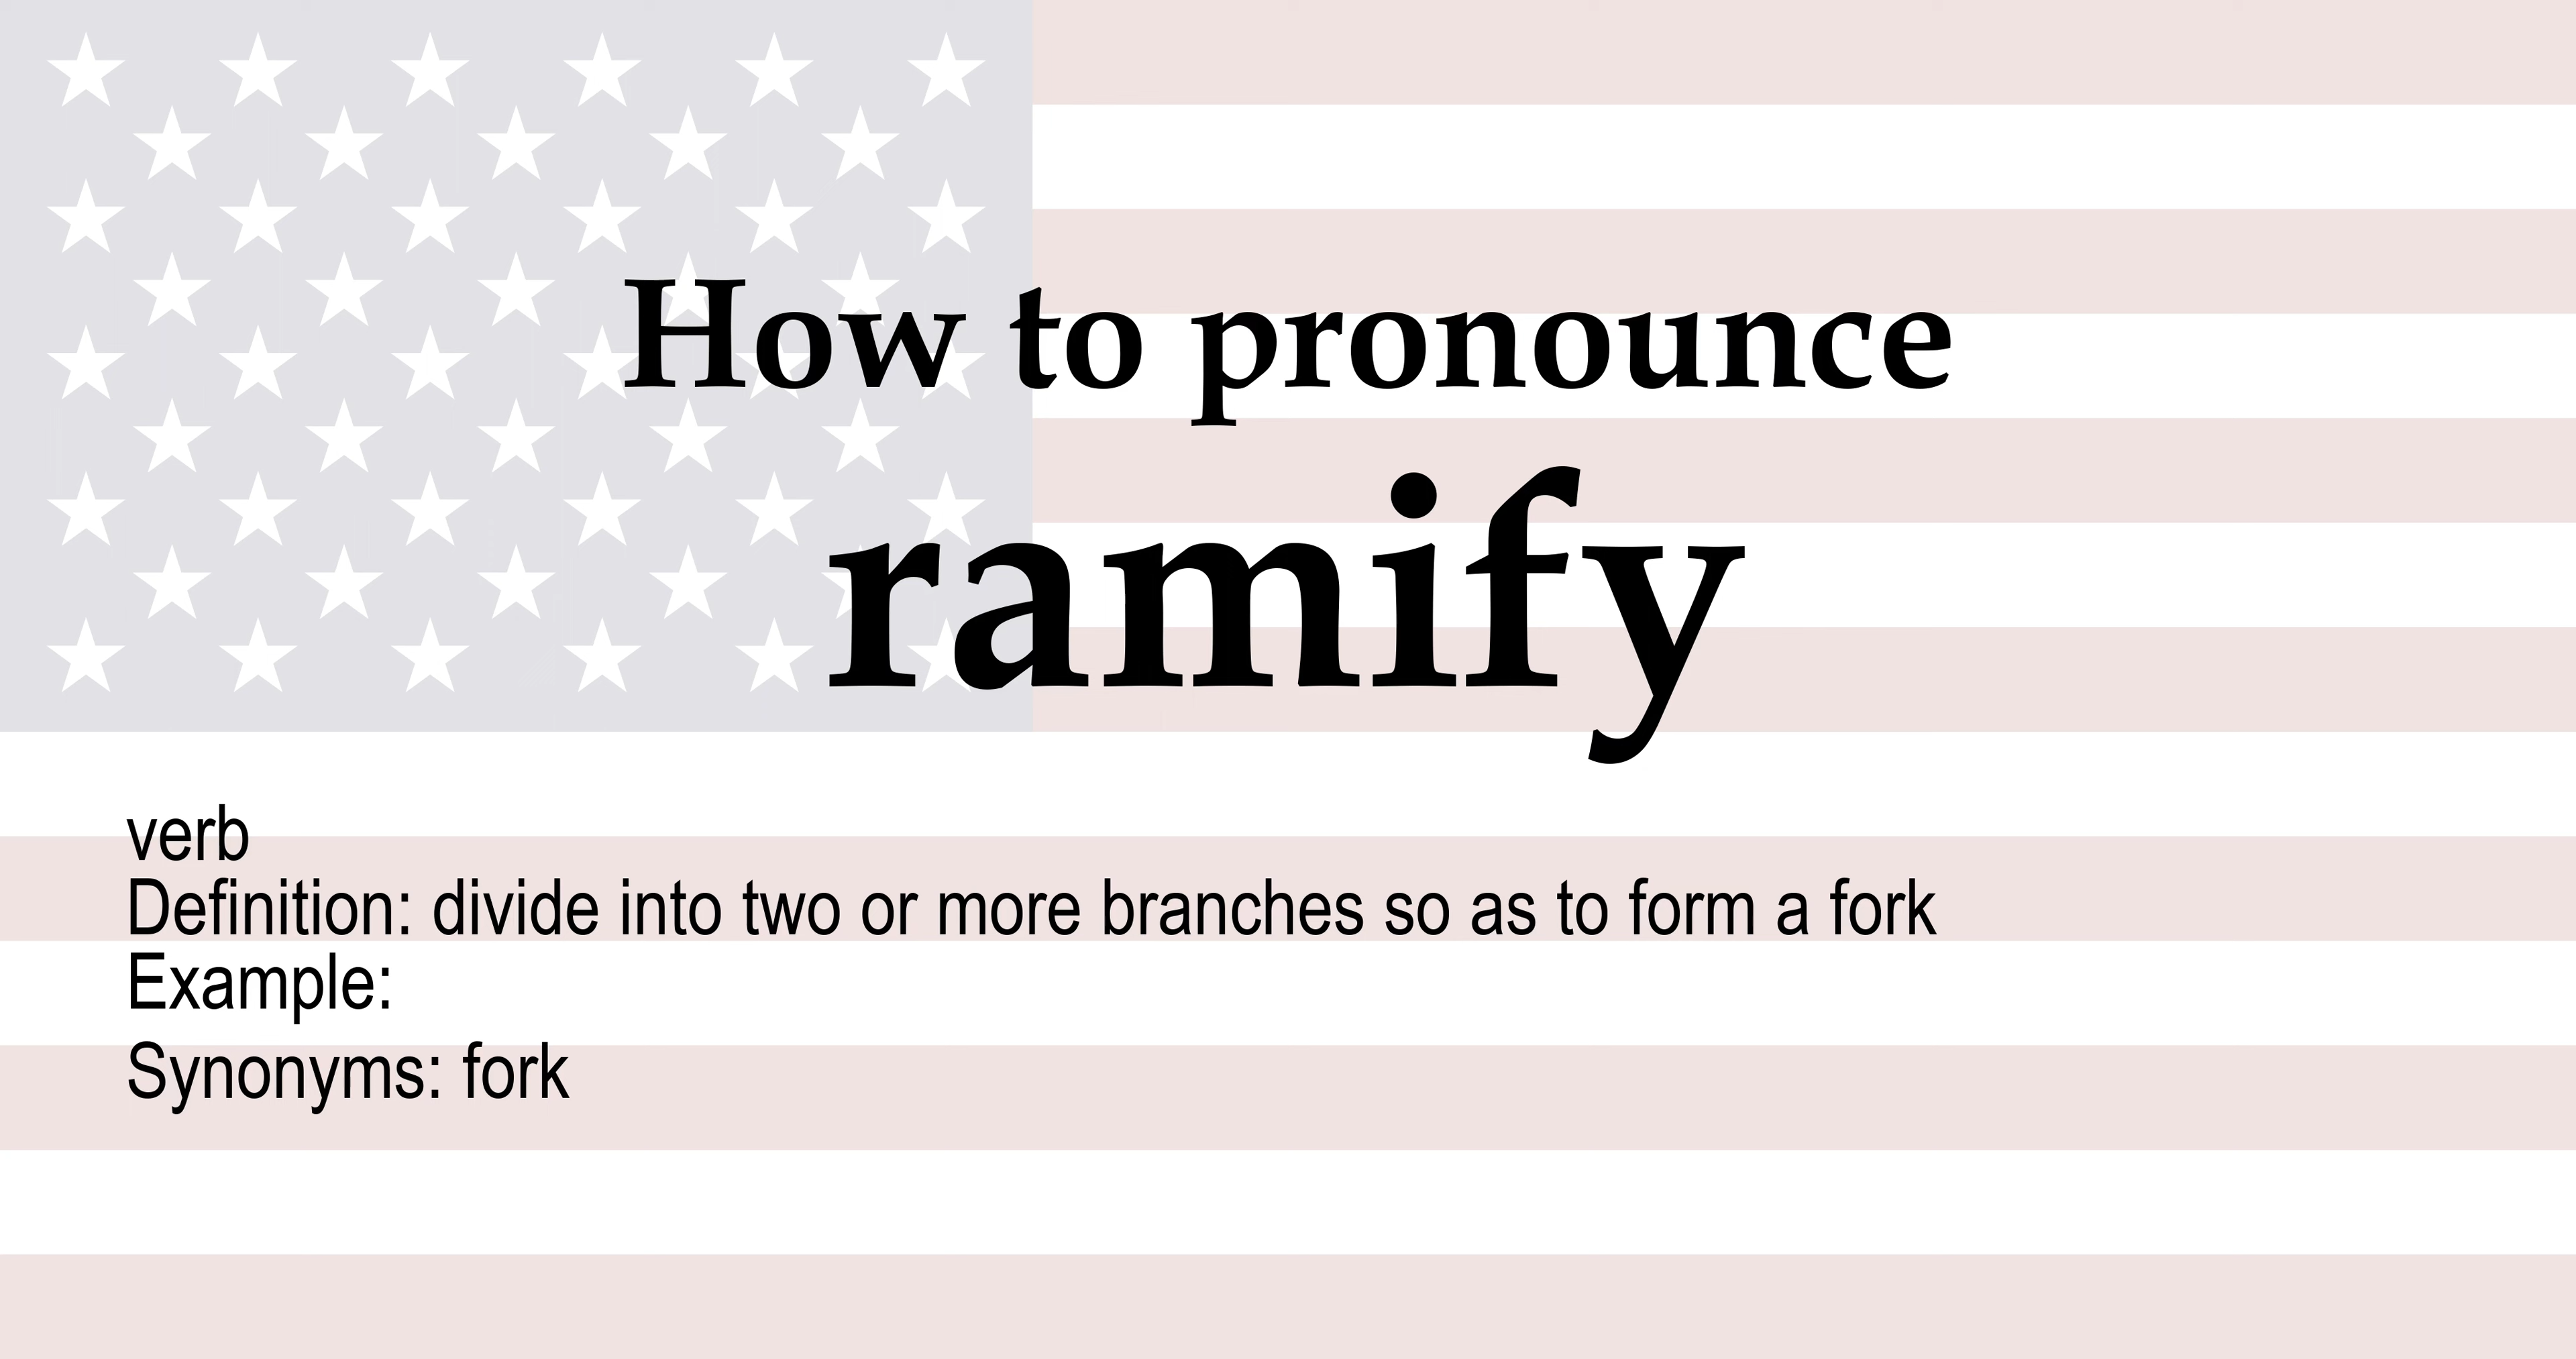 How to pronounce
ramify
verb
Definition: divide into two or more branches so as to form a fork
Example:
Synonyms: fork